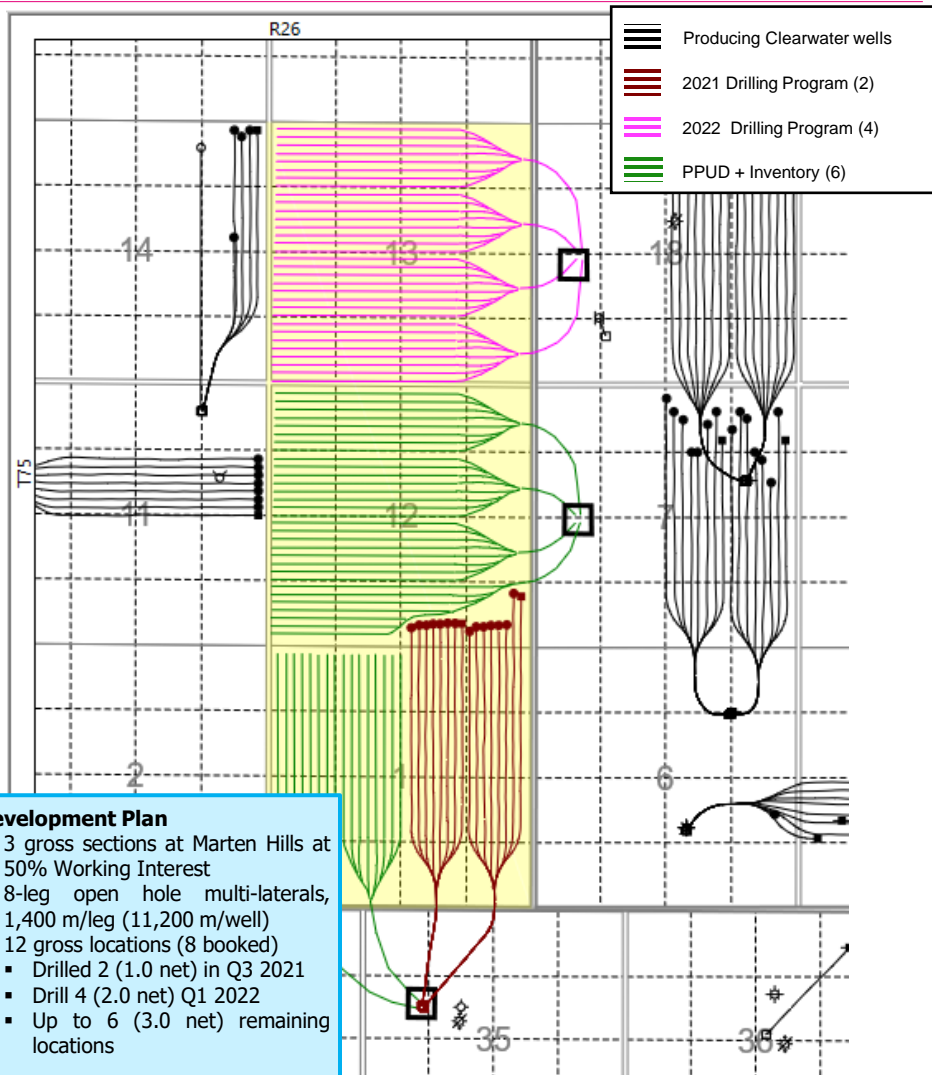 R26
Producing Clearwater wells
2021 Drilling Program (2)
2022 Drilling Program (4)
PPUD + Inventory (6)
14
13
18
T75
11
12
7
2
1
6
evelopment Plan
3 gross sections at Marten Hills at
50% Working Interest
8-leg open hole multi-laterals,
1,400 m/leg (11,200 m/well)
12 gross locations (8 booked)
▪ Drilled 2 (1.0 net) in Q3 2021
▪ Drill 4 (2.0 net) Q1 2022
▪ Up to 6 (3.0 net) remaining
locations
35
36